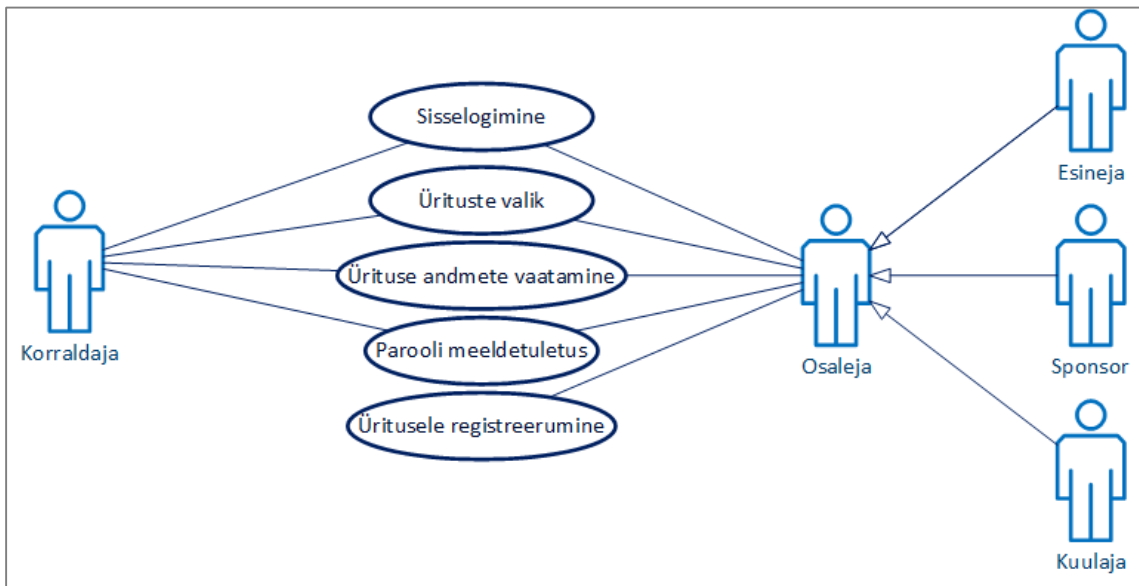 Sisselogimine
Ürituste valik
Ürituse andmete vaatamine
Parooli meeldetuletus
Üritusele registreerumine
Korraldaja
Osaleja
Esineja
Sponsor
Kuulaja